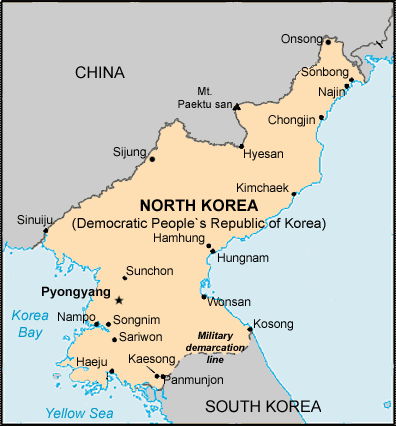 Onsong
CHINA
Sonbong
Mt.
Paektu san
Najin
Chongjin
Sijung
Hyesan
Kimchaek
NORTH KOREA
(Democratic People`s Republic of Korea)
Sinuiju
Hamhung
Hungnam
Sunchon
Pyongyang
Wonsan
Korea
Bay
Nampo
Songnim
Kosong
Sariwon
Military
demarcation
line
Haeju
Kaesong
Panmunjon
Yellow Sea
SOUTH KOREA